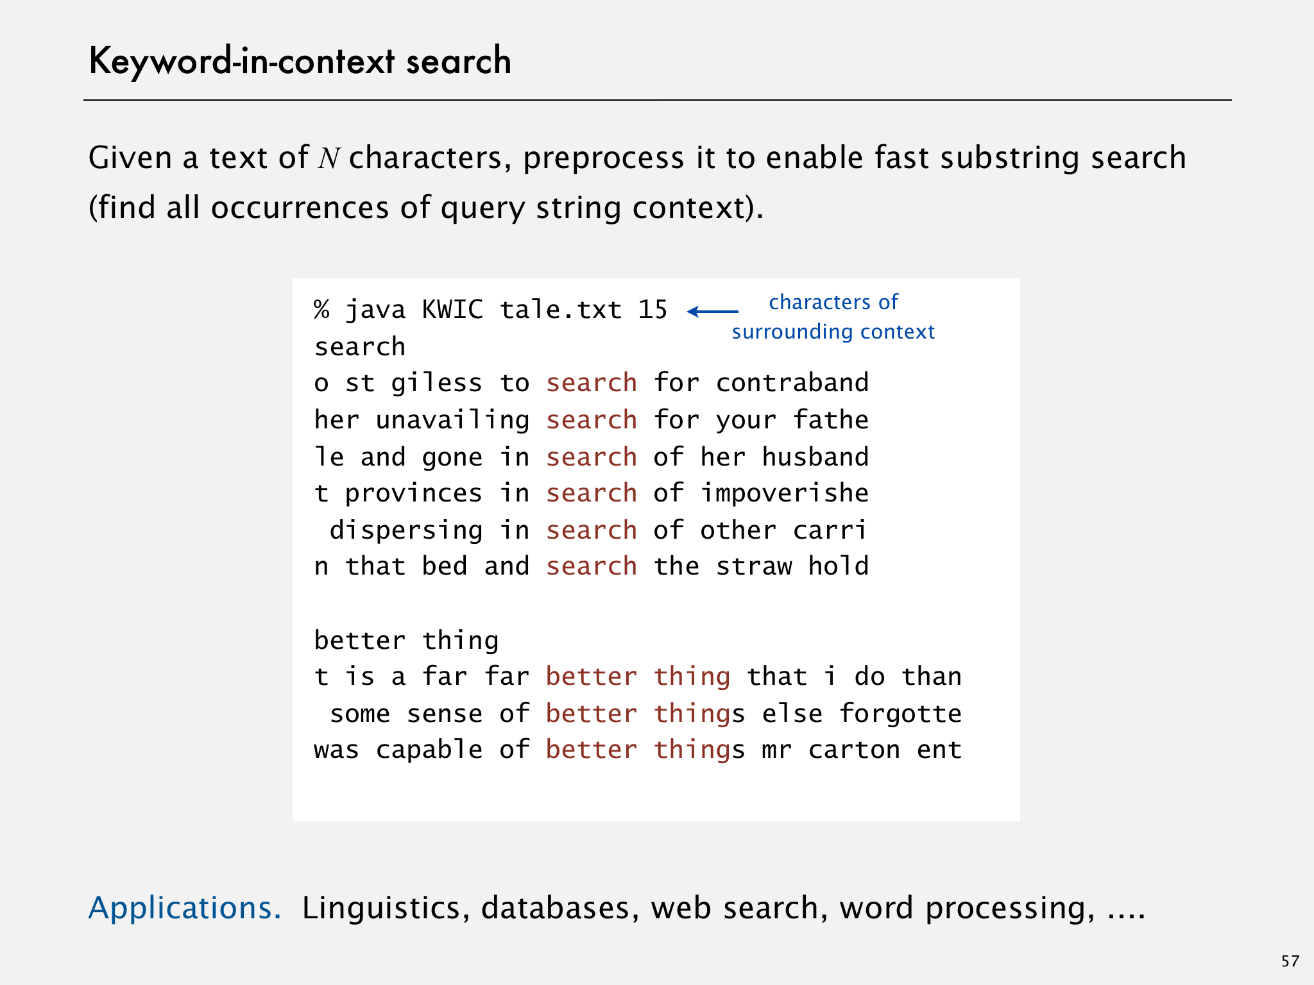 Keyword-in-context search
Given a text of N characters, preprocess it to enable fast substring search
(find all occurrences of query string context).
% java KWIC tale.txt 15
characters of
surrounding context
search
o st giless to search for contraband
her unavailing search for your fathe
le and gone in search of her husband
t provinces in search of impoverishe
 dispersing in search of other carri
n that bed and search the straw hold
better thing
t is a far far better thing that i do than
 some sense of better things else forgotte
was capable of better things mr carton ent
Applications. Linguistics, databases, web search, word processing, ....
57